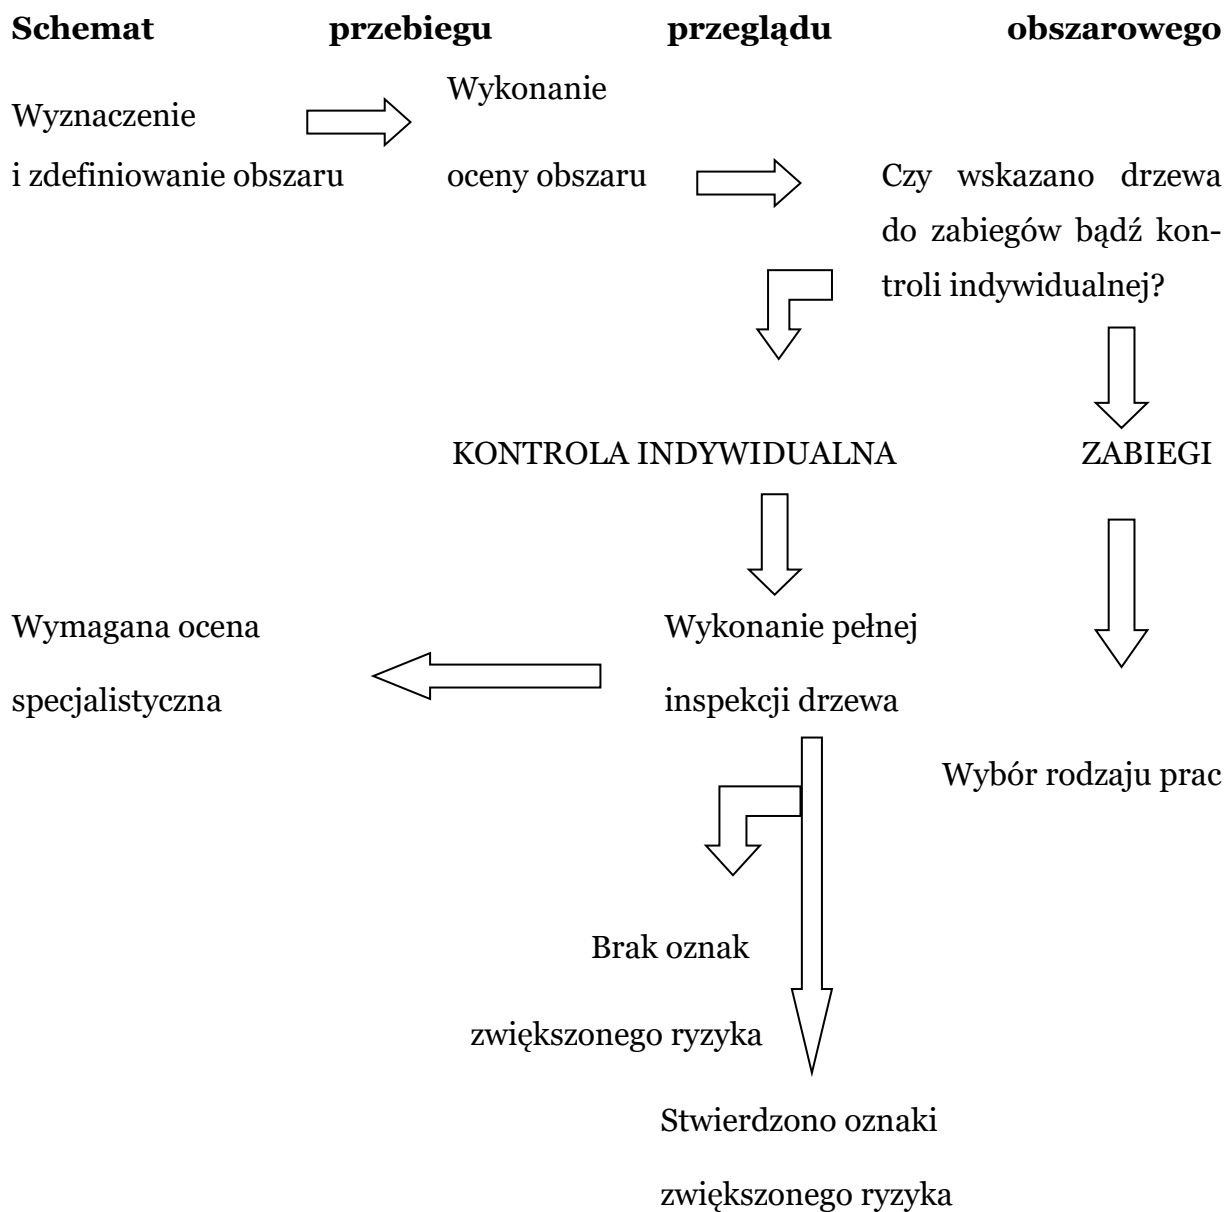 Schemat przebiegu przeglądu obszarowego
Wykonanie
Wyznaczenie
i zdefiniowanie obszaru
oceny obszaru
Czy wskazano drzewa
do zabiegów bądź kon-
troli indywidualnej?
KONTROLA INDYWIDUALNA
ZABIEGI
Wymagana ocena
specjalistyczna
Wykonanie pełnej
inspekcji drzewa
Wybór rodzaju prac
Brak oznak
zwiększonego ryzyka
Stwierdzono oznaki
zwiększonego ryzyka